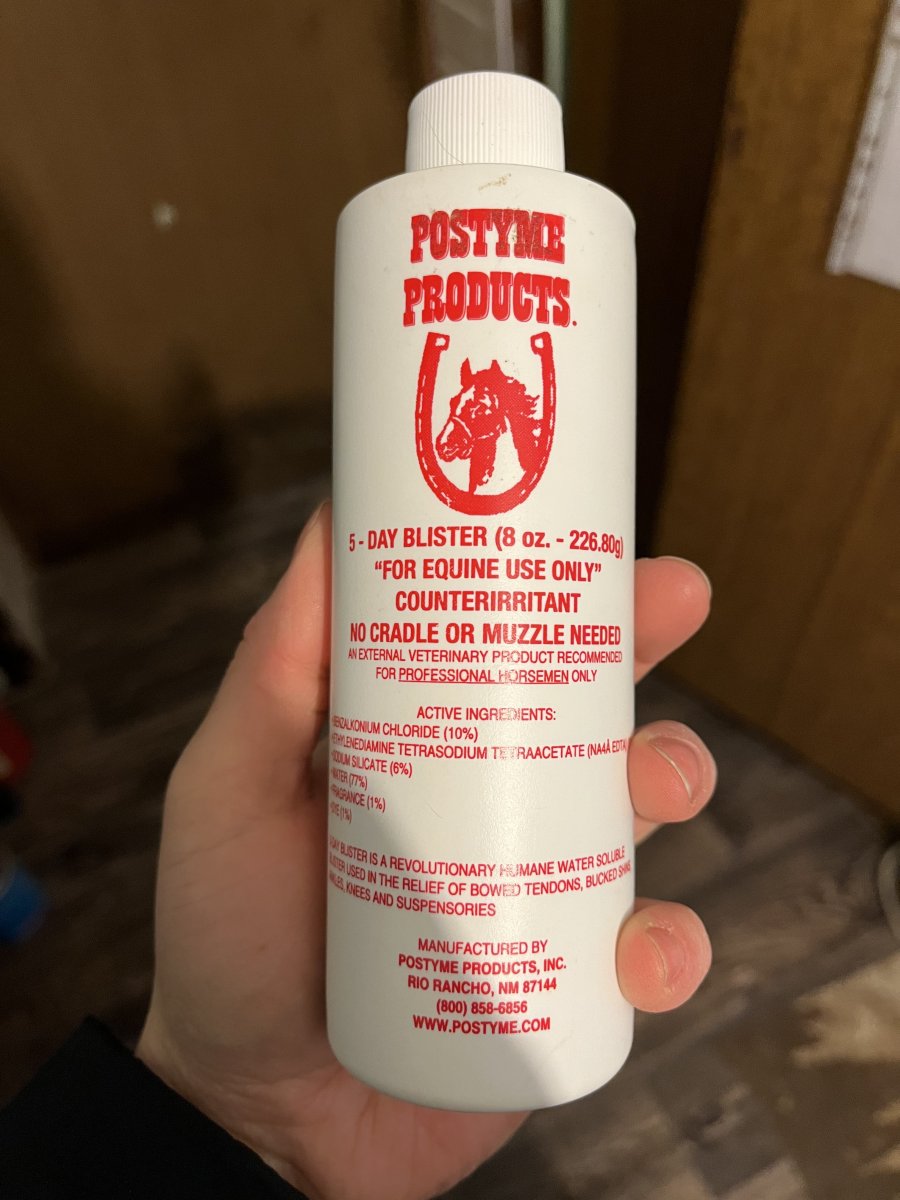 POSTYME
PRODUCTS.
5 - DAY BLISTER (8 oz. - 226.80g)
"FOR EQUINE USE ONLY"
COUNTERIRRITANT
NO CRADLE OR MUZZLE NEEDED
AN EXTERNAL VETERINARY PRODUCT RECOMMENDED
FOR PROFESSIONAL HORSEMEN ONLY
ACTIVE INGREDIENTS:
BENZALKONIUM CHLORIDE (10%)
ETHYLENEDIAMINE TETRASODIUM TETRAACETATE (NA4Å EDTA)
SODIUM SILICATE (6%)
WATER (77%)
FRAGRANCE (1%)
DYE (1%)
DAY BLISTER IS A REVOLUTIONARY HUMANE WATER SOLUBLE
BLISTER USED IN THE RELIEF OF BOWED TENDONS, BUCKED SHINS,
KNEES AND SUSPENSORIES
MANUFACTURED BY
POSTYME PRODUCTS, INC.
RIO RANCHO, NM 87144
(800) 858-6856
WWW.POSTYME.COM